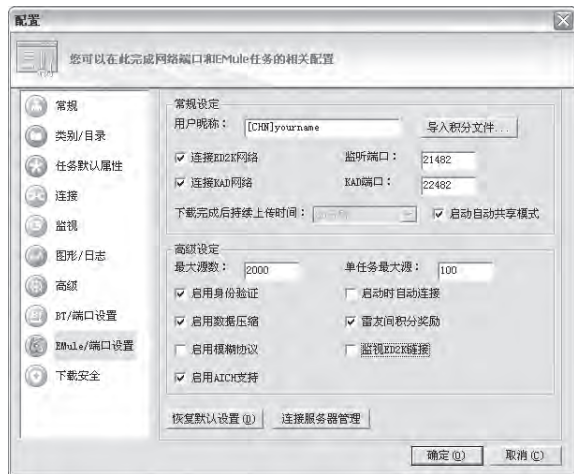 配置
您可以在此完成网络端口和EMule任务的相关配置
常规
类别/目录
任务默认属性
连接
监视
图形/日志
高级
BT/端口设置
EMule/端口设置
下载安全
常规设定
用户昵称： [CHN]yourname 导入积分文件...
连接ED2K网络 监听端口： 21482
连接KAD网络 KAD端口： 22482
下载完成后持续上传时间： 启动自动共享模式
高级设定
最大源数： 2000 单任务最大源： 100
启用身份验证 启动时自动连接
启用数据压缩 雷友间积分奖励
启用模糊协议 监视ED2K链接
启用AICH支持
恢复默认设置(D) 连接服务器管理
确定(O) 取消(C)